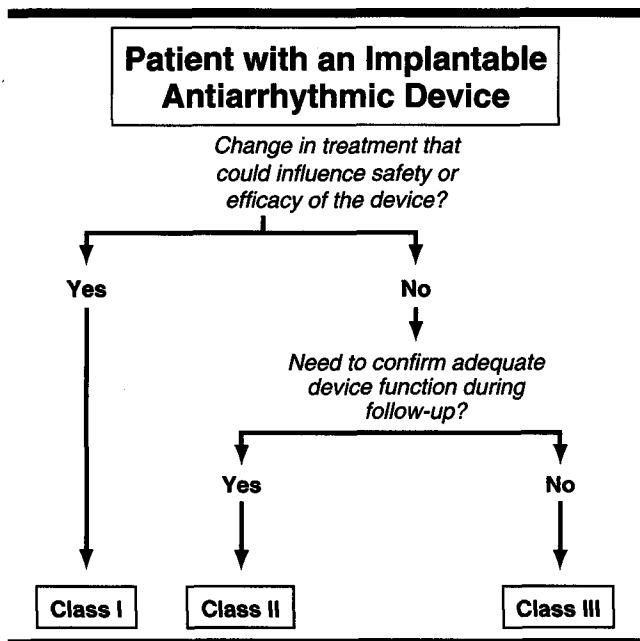 Patient with an Implantable
Antiarrhythmic Device
Change in treatment that
could influence safety or
efficacy of the device?
Yes
No
Need to confirm adequate
device function during
follow-up?
Yes
No
Class I
Class II
Class III